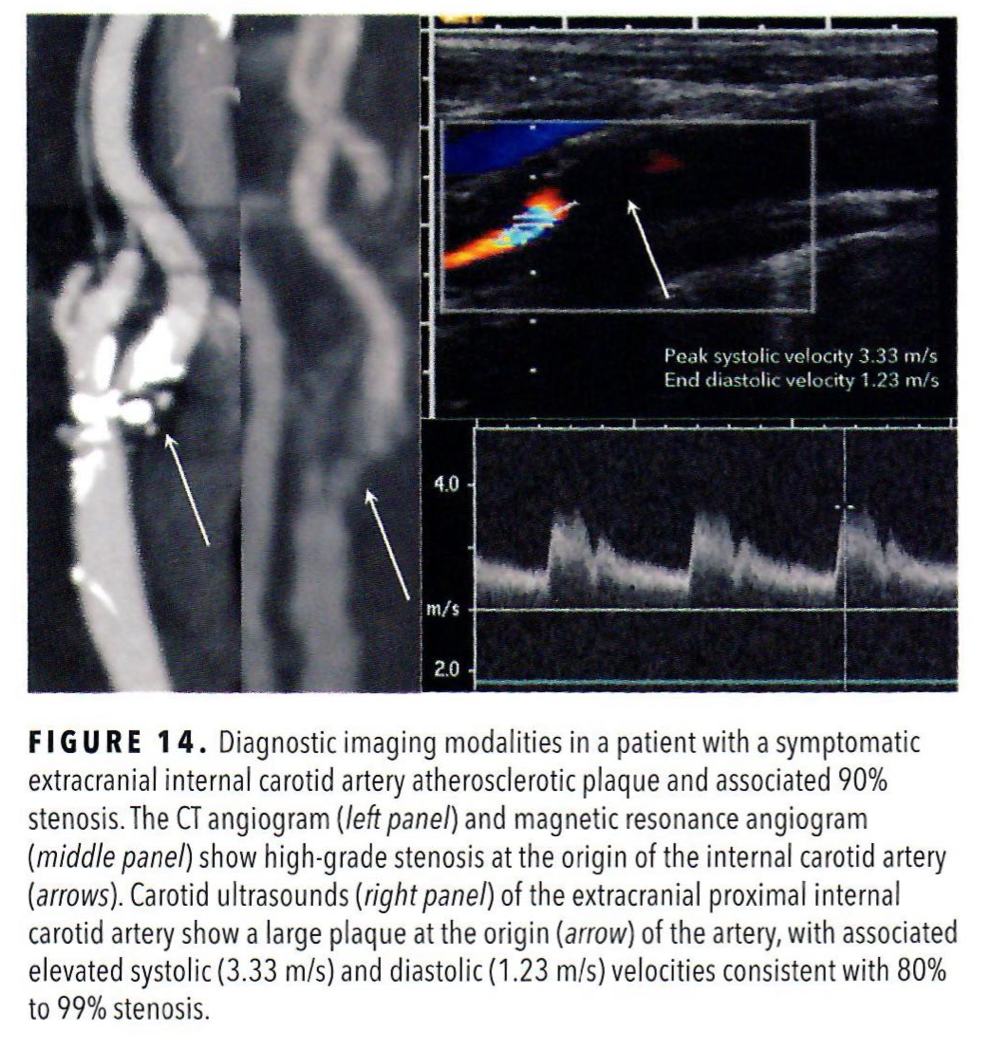 Peak systolic velocity 3.33 m/s
End diastolic velocity 1.23 m/s
4.0
m/s
2.0
FIGURE 14. Diagnostic imaging modalities in a patient with a symptomatic
extracranial internal carotid artery atherosclerotic plaque and associated 90%
stenosis. The CT angiogram (left panel) and magnetic resonance angiogram
(middle panel) show high-grade stenosis at the origin of the internal carotid artery
(arrows). Carotid ultrasounds (right panel) of the extracranial proximal internal
carotid artery show a large plaque at the origin (arrow) of the artery, with associated
elevated systolic (3.33 m/s) and diastolic (1.23 m/s) velocities consistent with 80%
to 99% stenosis.